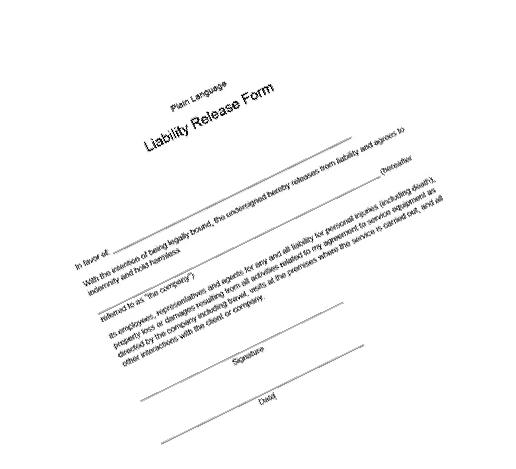 Plain Language
Liability Release Form
In favor of:
With the intention of being legally bound, the undersigned hereby releases from liability and agrees to
indemnify and hold harmless
(hereafter
referred to as "the company")
its employees, representatives and agents for any and all liability for personal injuries (including death),
property loss or damages resulting from all activities related to my agreement to service equipment as
directed by the company including travel, visits at the premises where the service is carried out, and all
other interactions with the client or company.
Signature
Date